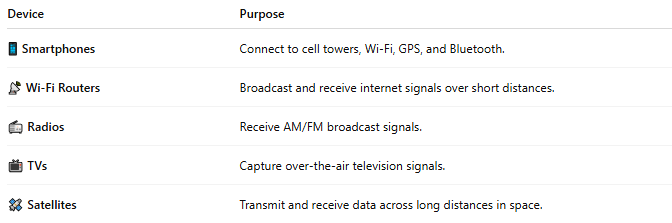 Device Purpose
Smartphones Connect to cell towers, Wi-Fi, GPS, and Bluetooth.
Wi-Fi Routers Broadcast and receive internet signals over short distances.
Radios Receive AM/FM broadcast signals.
TVs Capture over-the-air television signals.
Satellites Transmit and receive data across long distances in space.